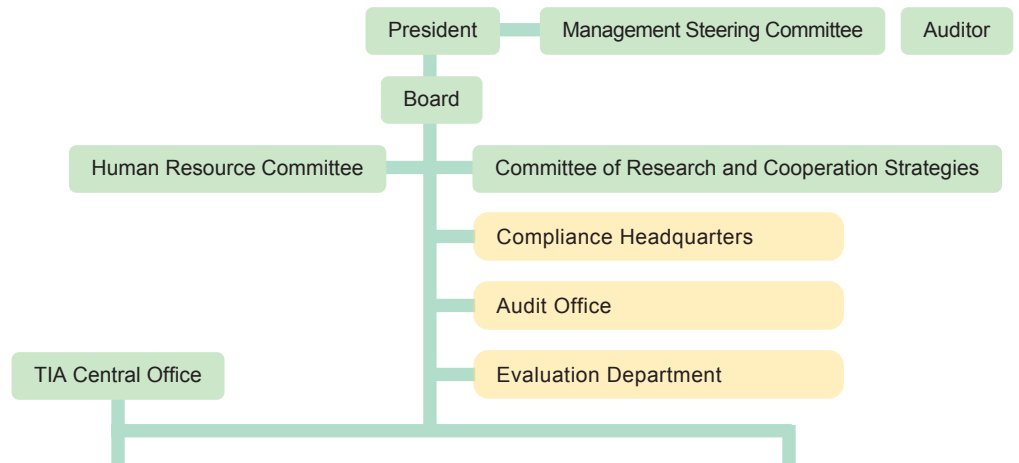 President
Management Steering Committee
Auditor
Board
Human Resource Committee
Committee of Research and Cooperation Strategies
Compliance Headquarters
Audit Office
TIA Central Office
Evaluation Department